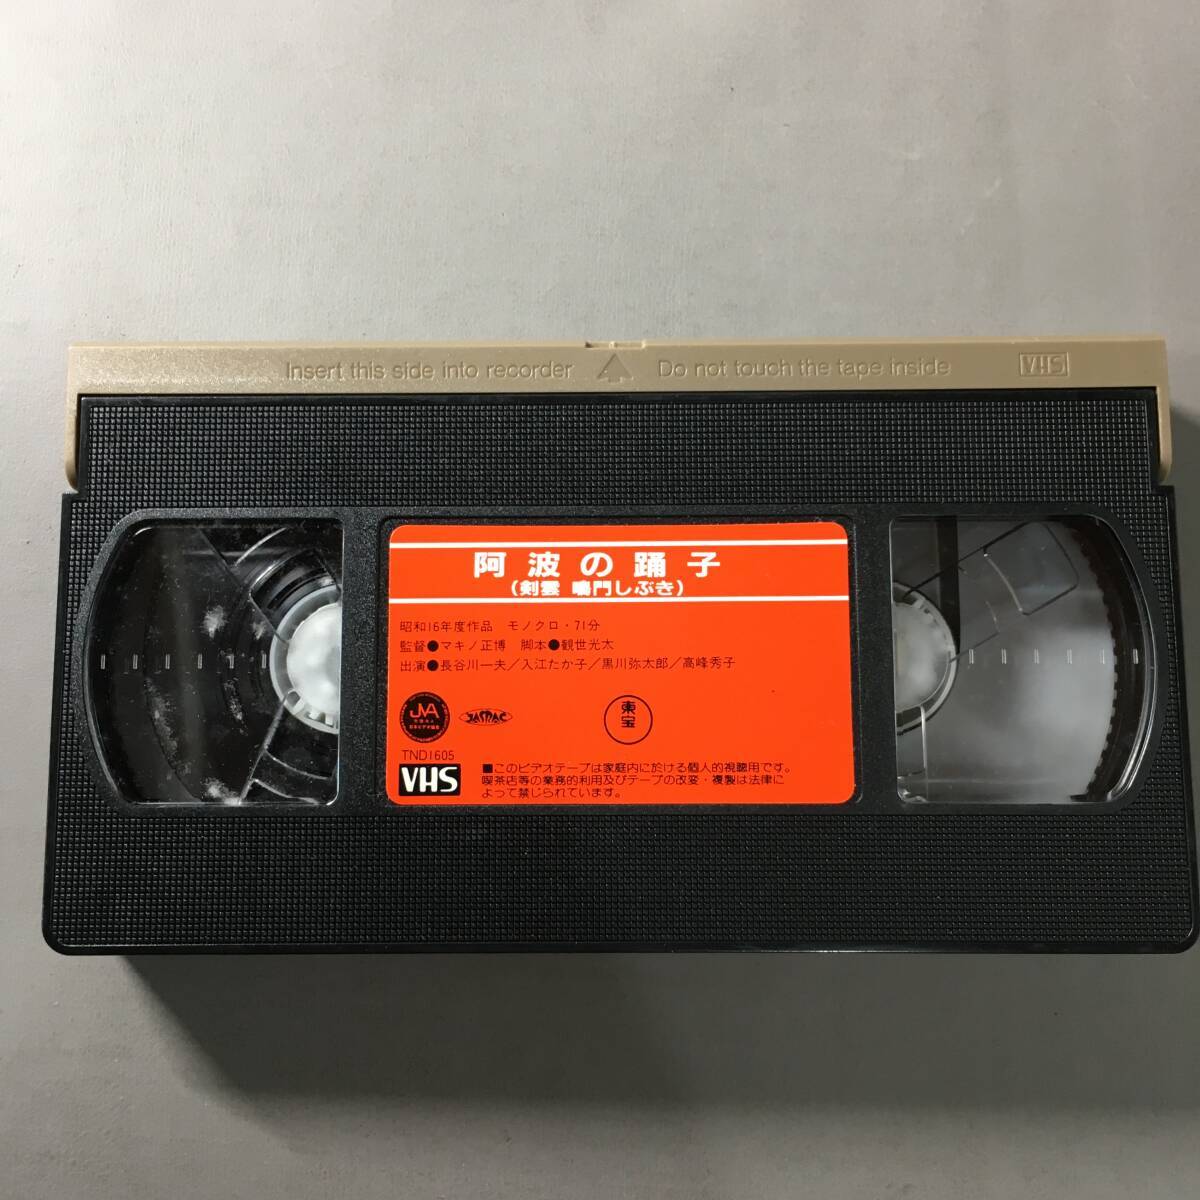 Insert this side into recorder Do not touch the tape inside VHS
阿波の踊子
(剣雲 鳴門しぶき)
昭和16年度作品 モノクロ・71分
監督●マキノ正博 脚本●観世光太
出演●長谷川一夫/入江たか子/黒川弥太郎/高峰秀子
JVA
JASRAC
東宝
TND1605
VHS
■このビデオテープは家庭内に於ける個人的視聴用です。
喫茶店等の業務的利用及びテープの改変・複製は法律に
よって禁じられています。